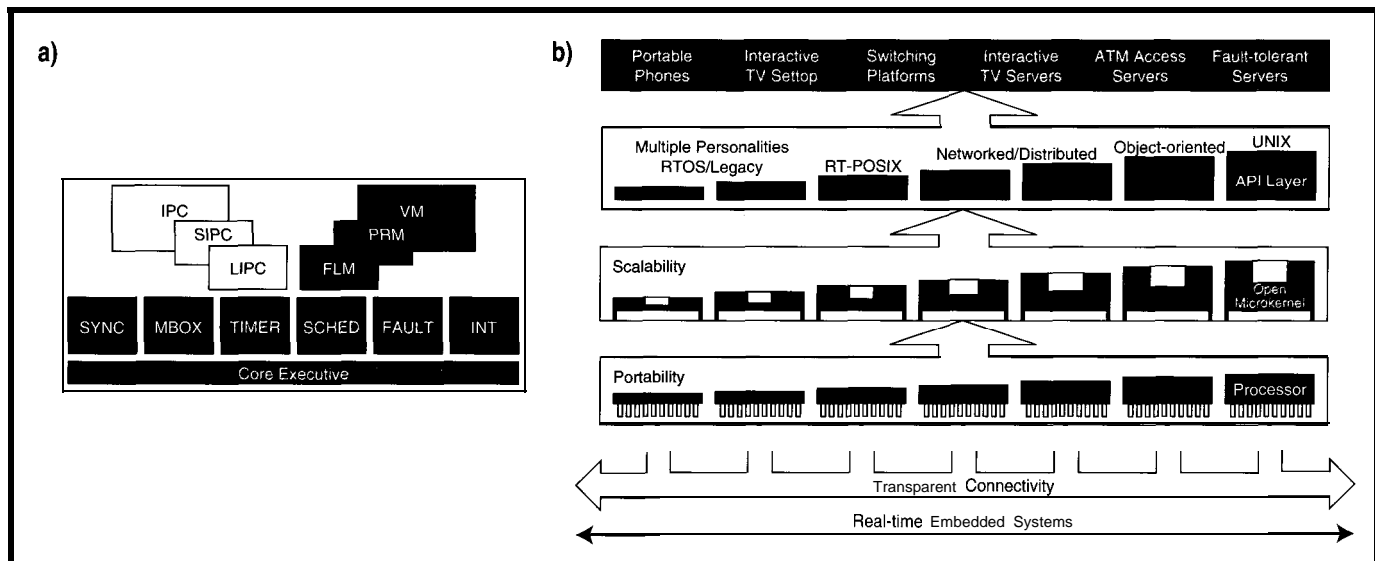 a)
IPC
SIPC
LIPC
VM
PRM
FLM
SYNC MBOX TIMER SCHED FAULT INT
Core Executive
b)
Portable Phones
Interactive TV Settop
Switching Platforms
Interactive TV Servers
ATM Access Servers
Fault-tolerant Servers
Multiple Personalities
RTOS/Legacy
RT-POSIX
Networked/Distributed
Object-oriented
UNIX
API Layer
Scalability
Open
Microkernel
Portability
Processor
Transparent Connectivity
Real-time Embedded Systems